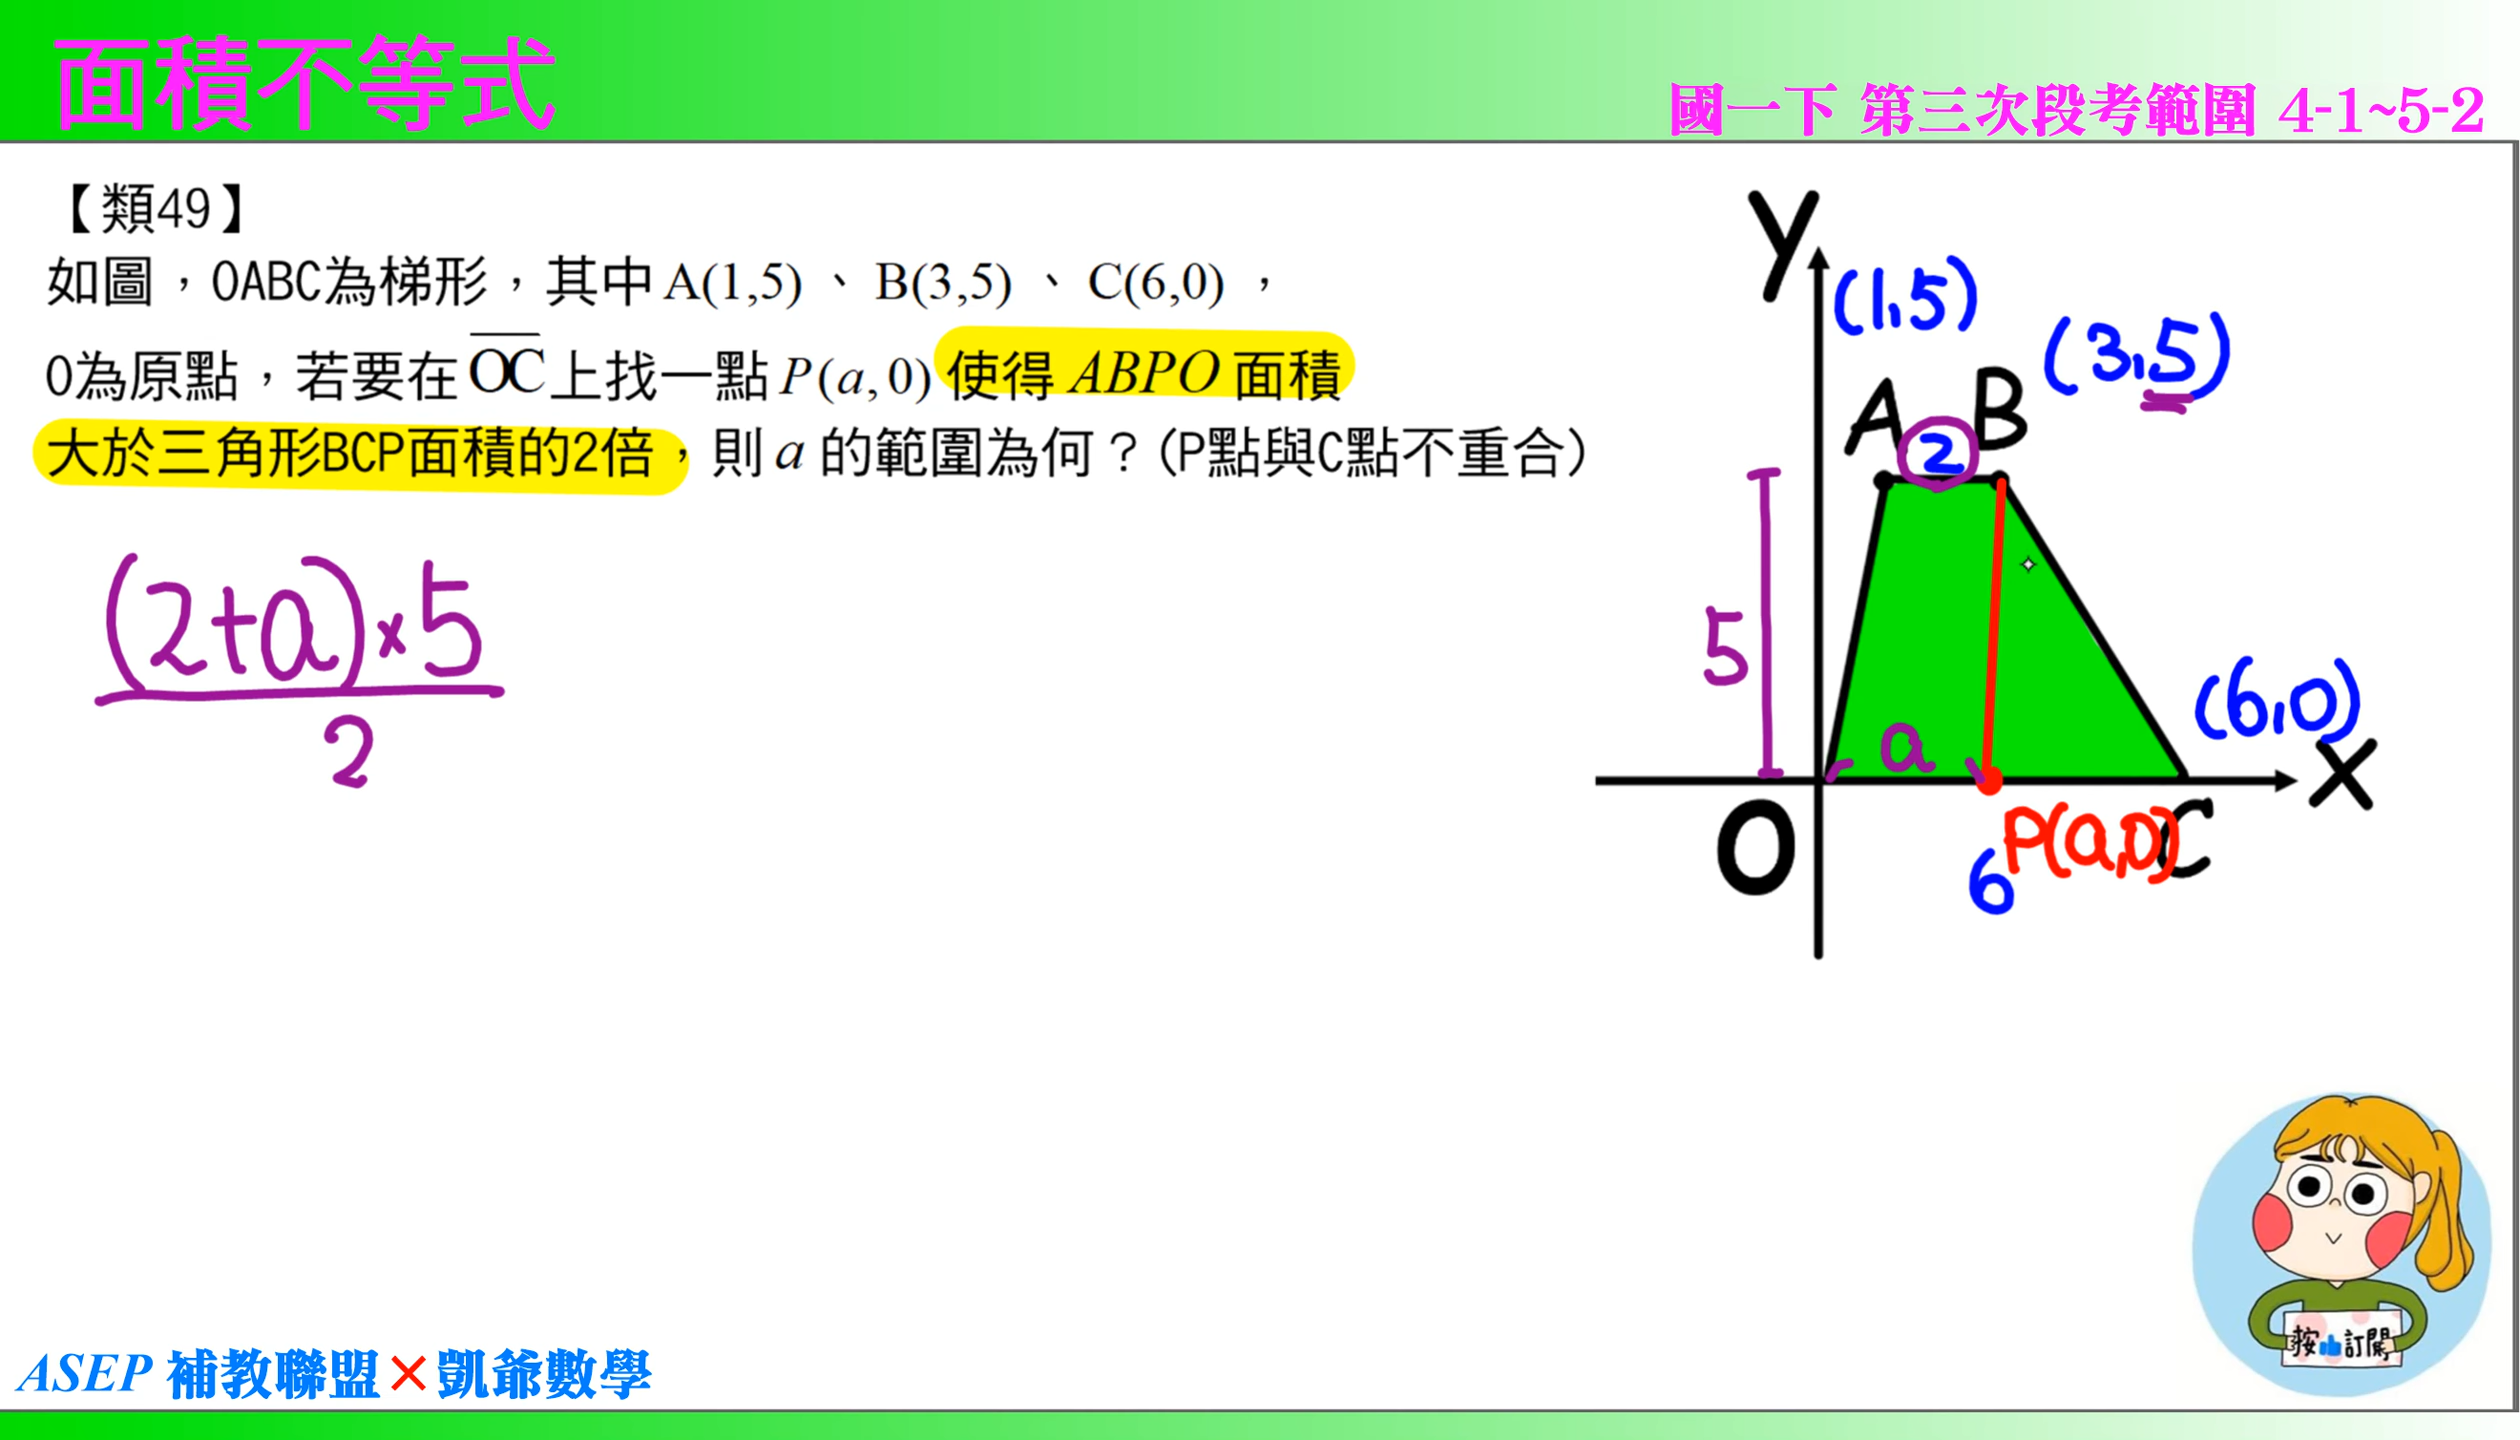 面積不等式
國一下 第三次段考範圍 4-1~5-2
【類49】
如圖，OABC為梯形，其中A(1,5)、B(3,5)、C(6,0)，
O為原點，若要在OC上找一點P(a,0)使得ABPO面積
大於三角形BCP面積的2倍，則a的範圍為何？(P點與C點不重合)
(2+a)×5
2
Y
(1,5)
(3,5)
A
B
2
5
a
(6,0)
X
O
P(a,0)
C
6
按訂閱
ASEP 補教聯盟×凱爺數學